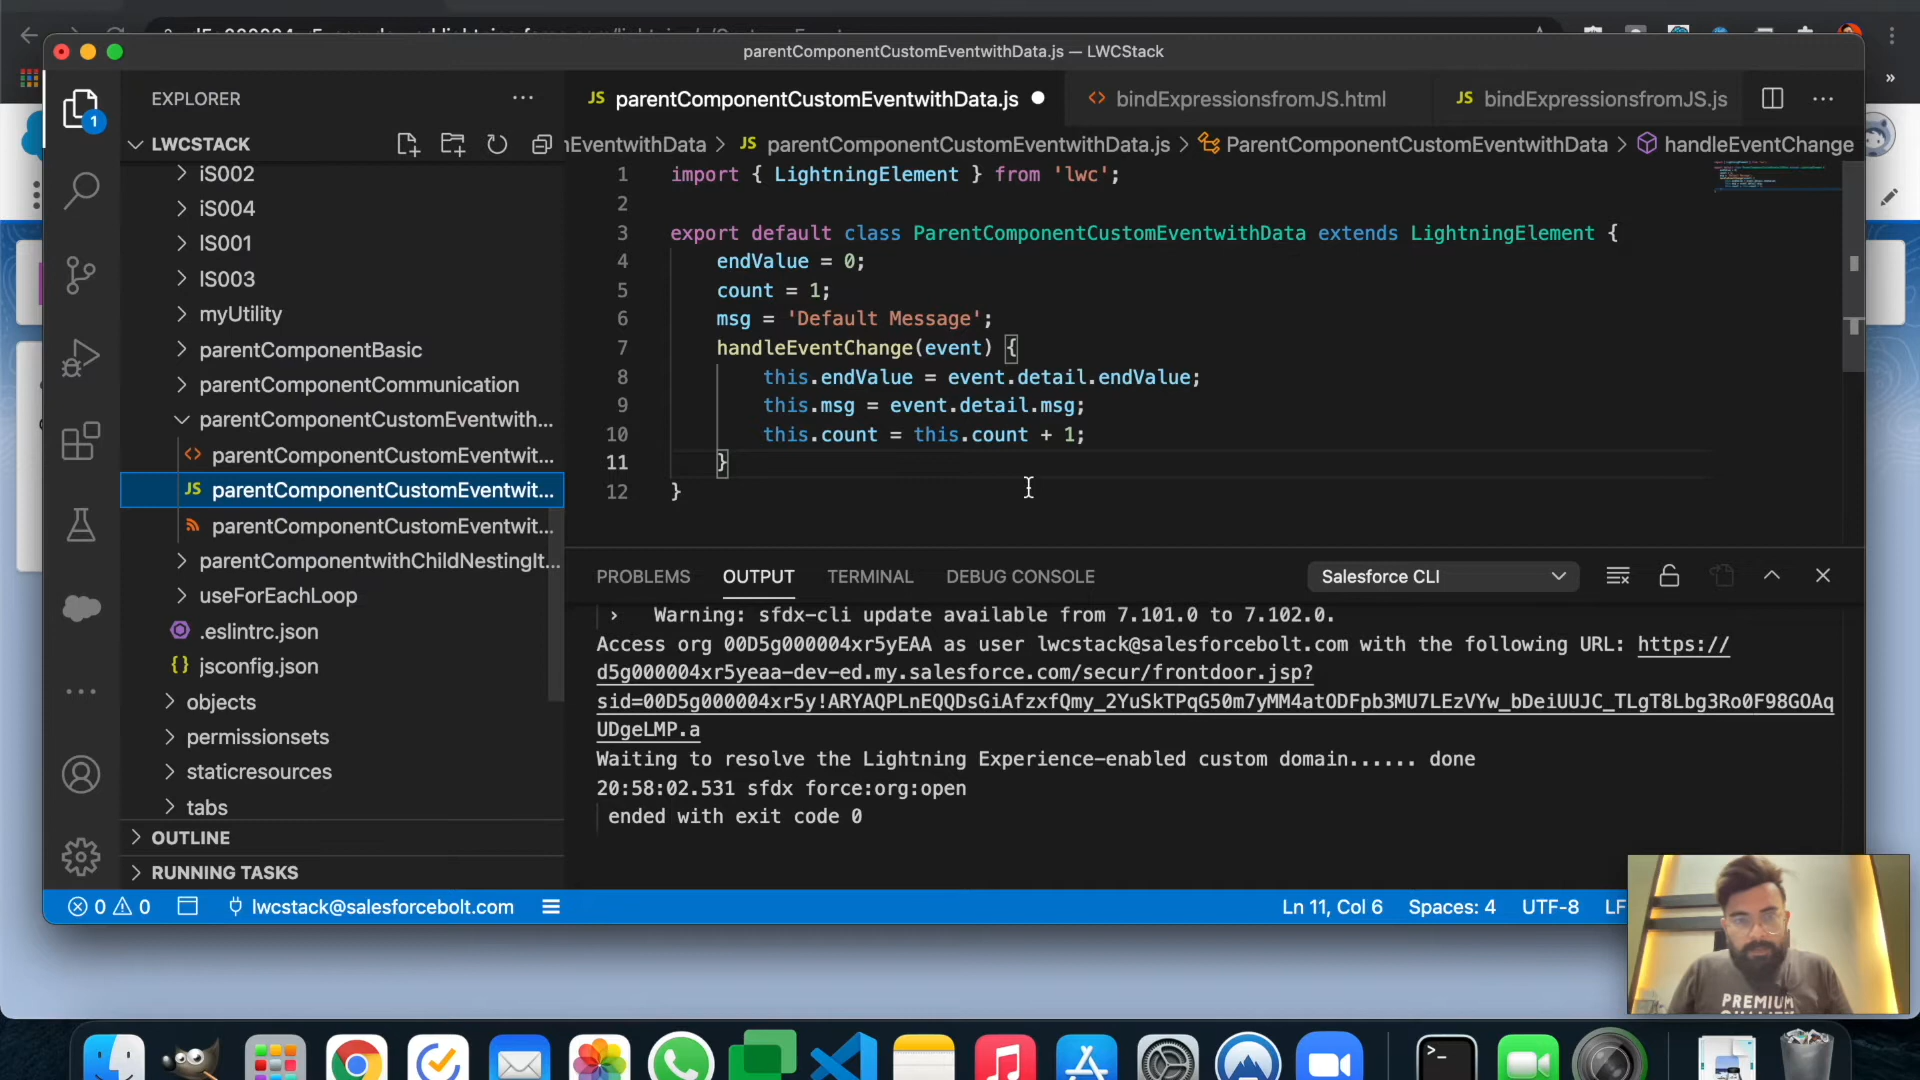 parentComponentCustomEventwithData.js — LWCStack
EXPLORER
LWCSTACK
iS002
iS004
IS001
IS003
myUtility
parentComponentBasic
parentComponentCommunication
parentComponentCustomEventwith...
parentComponentCustomEventwit...
JS parentComponentCustomEventwit...
parentComponentCustomEventwit...
parentComponentwithChildNestingIt...
useForEachLoop
.eslintrc.json
{} jsconfig.json
objects
permissionsets
staticresources
tabs
OUTLINE
RUNNING TASKS
1
JS parentComponentCustomEventwithData.js
<> bindExpressionsfromJS.html
JS bindExpressionsfromJS.js
EventwithData > JS parentComponentCustomEventwithData.js > ParentComponentCustomEventwithData > handleEventChange
1 import { LightningElement } from 'lwc';
2
3 export default class ParentComponentCustomEventwithData extends LightningElement {
4 endValue = 0;
5 count = 1;
6 msg = 'Default Message';
7 handleEventChange(event) {
8 this.endValue = event.detail.endValue;
9 this.msg = event.detail.msg;
10 this.count = this.count + 1;
11 }
12 }
PROBLEMS OUTPUT TERMINAL DEBUG CONSOLE Salesforce CLI
› Warning: sfdx-cli update available from 7.101.0 to 7.102.0.
Access org 00D5g000004xr5yEAA as user lwcstack@salesforcebolt.com with the following URL: https://
d5g000004xr5yeaa-dev-ed.my.salesforce.com/secur/frontdoor.jsp?
sid=00D5g000004xr5y!ARYAQPLnEQQDsGiAfzxfQmy_2YuSkTPqG50m7yMM4atODFpb3MU7LEzVYw_bDeiUUJC_TLgT8Lbg3Ro0F98GOAq
UDgeLMP.a
Waiting to resolve the Lightning Experience-enabled custom domain...... done
20:58:02.531 sfdx force:org:open
ended with exit code 0
0 0 lwcstack@salesforcebolt.com Ln 11, Col 6 Spaces: 4 UTF-8 LF
PREMIUM